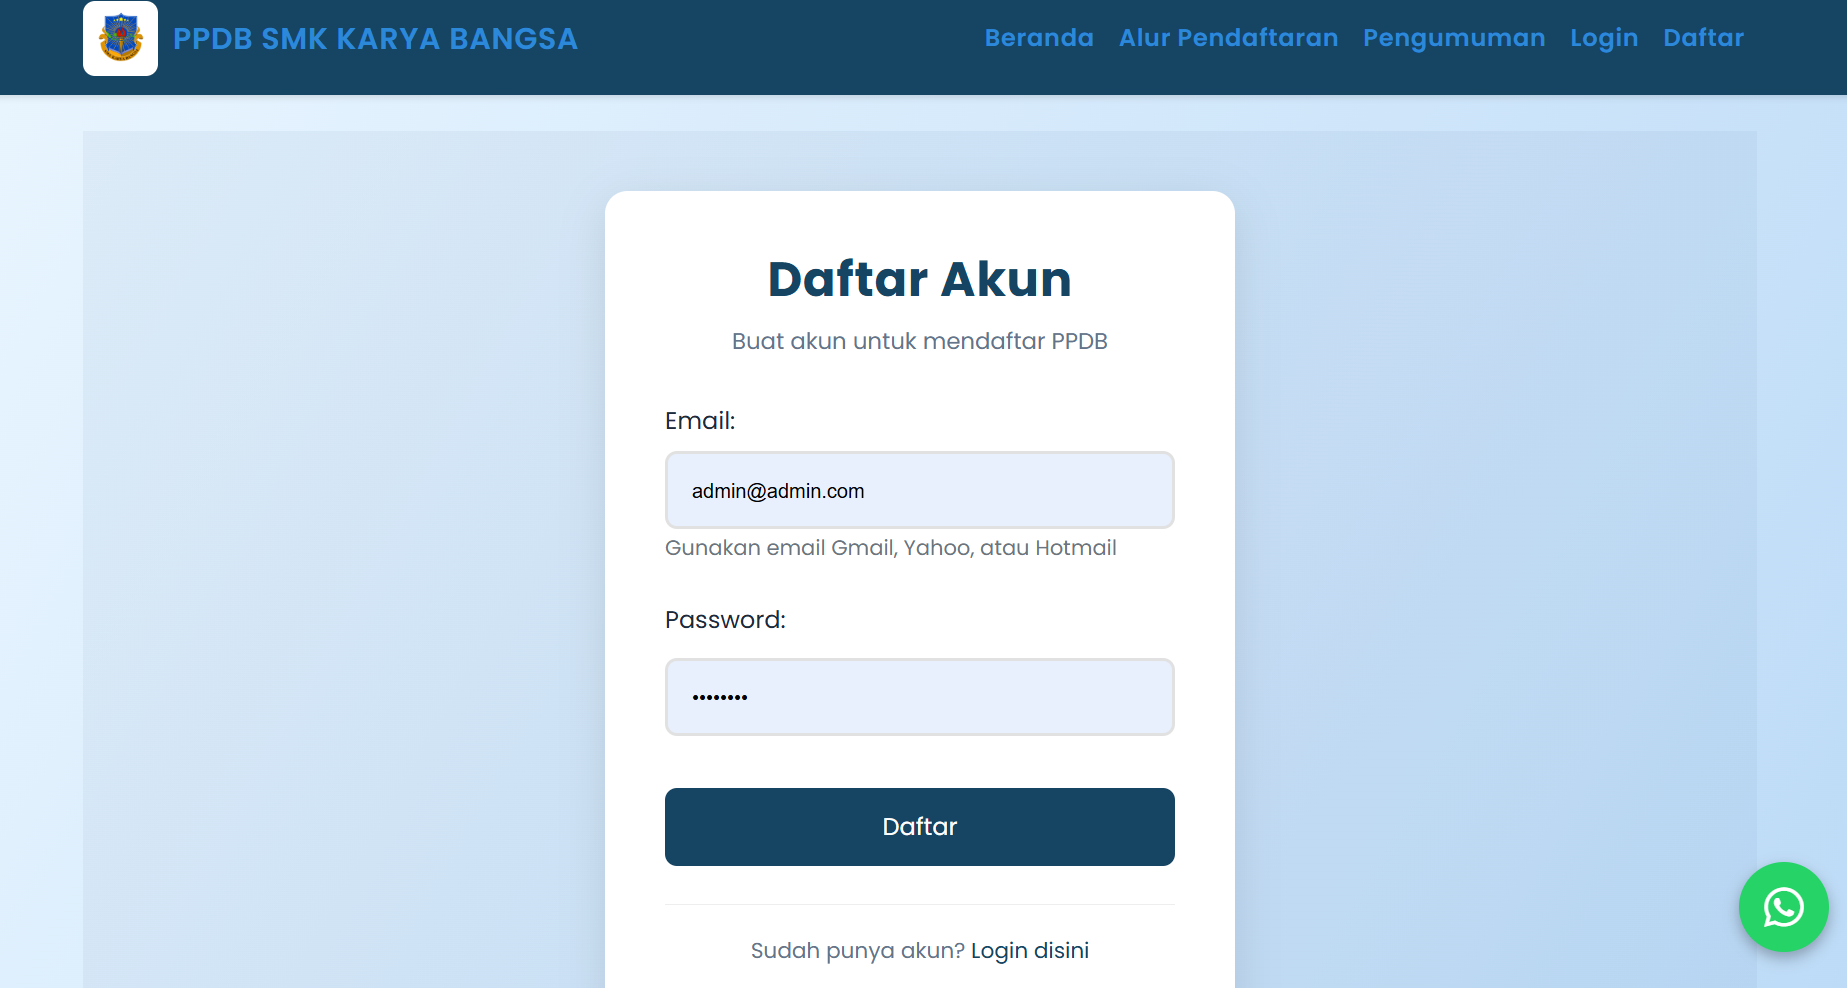 PPDB SMK KARYA BANGSA
Beranda Alur Pendaftaran Pengumuman Login Daftar
Daftar Akun
Buat akun untuk mendaftar PPDB
Email:
admin@admin.com
Gunakan email Gmail, Yahoo, atau Hotmail
Password:
••••••••
Daftar
Sudah punya akun? Login disini